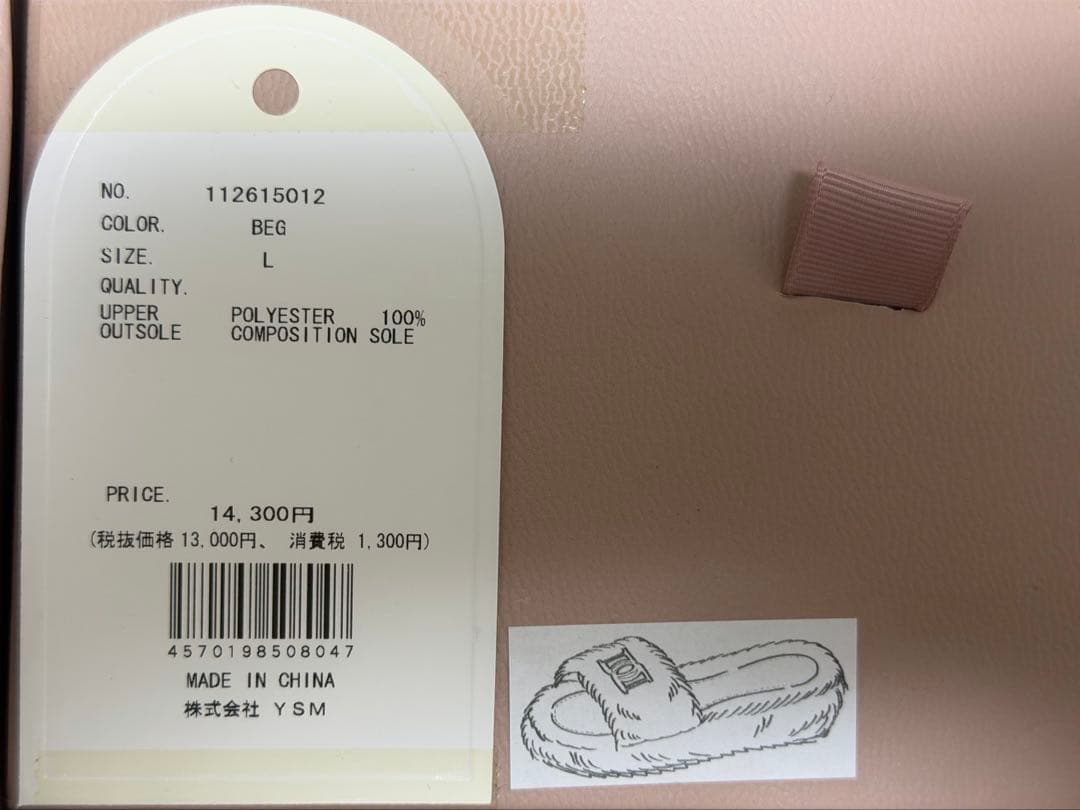 NO. 112615012
COLOR. BEG
SIZE. L
QUALITY.
UPPER POLYESTER 100%
OUTSOLE COMPOSITION SOLE
PRICE.
14,300円
(税抜価格 13,000円、 消費税 1,300円)
4570198508047
MADE IN CHINA
株式会社 YSM